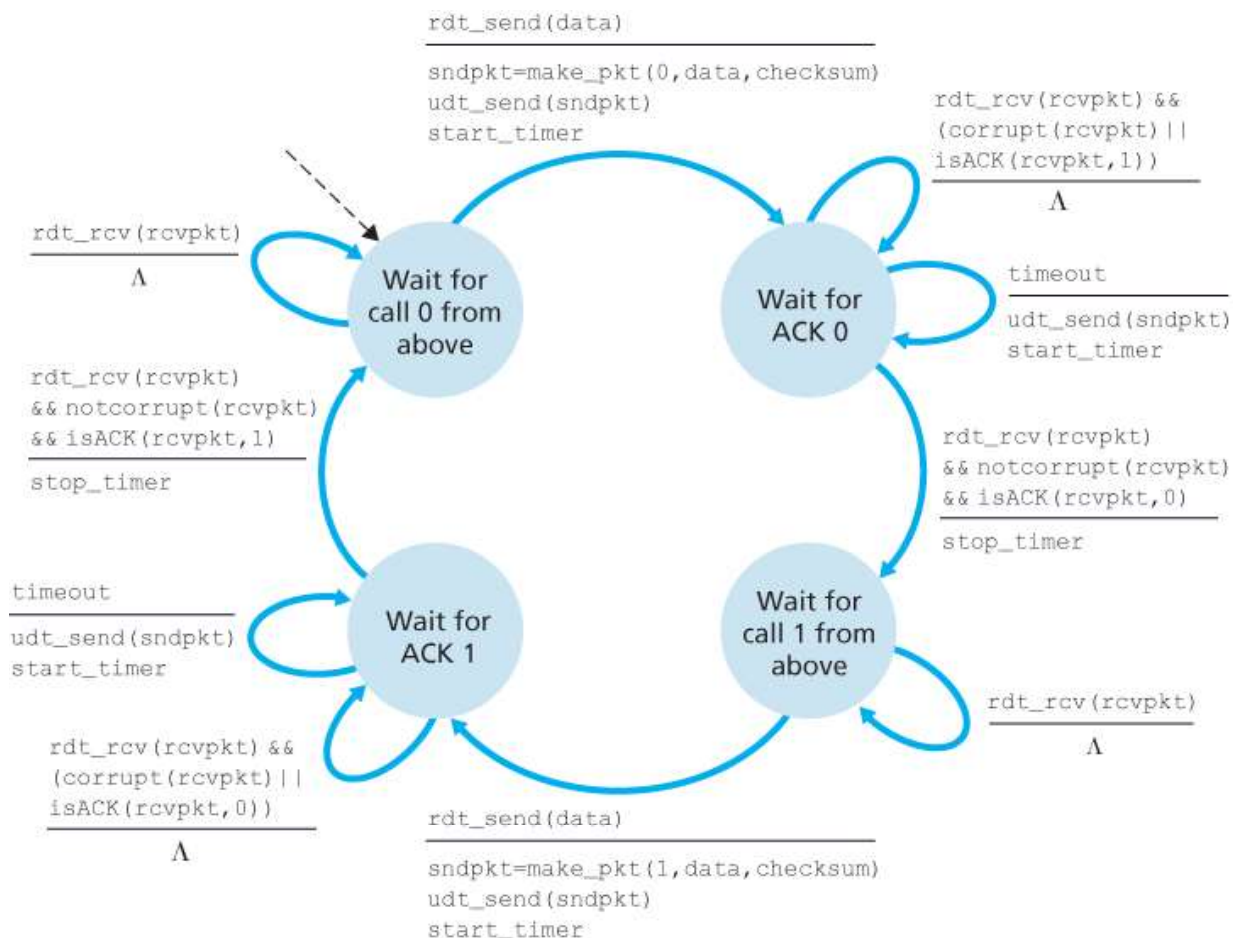 rdt_send(data)
sndpkt=make_pkt(0,data,checksum)
udt_send(sndpkt)
start_timer
rdt_rcv(rcvpkt) &&
(corrupt(rcvpkt)||
isACK(rcvpkt,1))
Λ
rdt_rcv(rcvpkt)
Λ
Wait for
call 0 from
above
Wait for
ACK 0
timeout
udt_send(sndpkt)
start_timer
rdt_rcv(rcvpkt)
&& notcorrupt(rcvpkt)
&& isACK(rcvpkt,1)
stop_timer
rdt_rcv(rcvpkt)
&& notcorrupt(rcvpkt)
&& isACK(rcvpkt,0)
stop_timer
timeout
udt_send(sndpkt)
start_timer
Wait for
ACK 1
Wait for
call 1 from
above
rdt_rcv(rcvpkt)
Λ
rdt_rcv(rcvpkt) &&
(corrupt(rcvpkt)||
isACK(rcvpkt,0))
Λ
rdt_send(data)
sndpkt=make_pkt(1,data,checksum)
udt_send(sndpkt)
start_timer